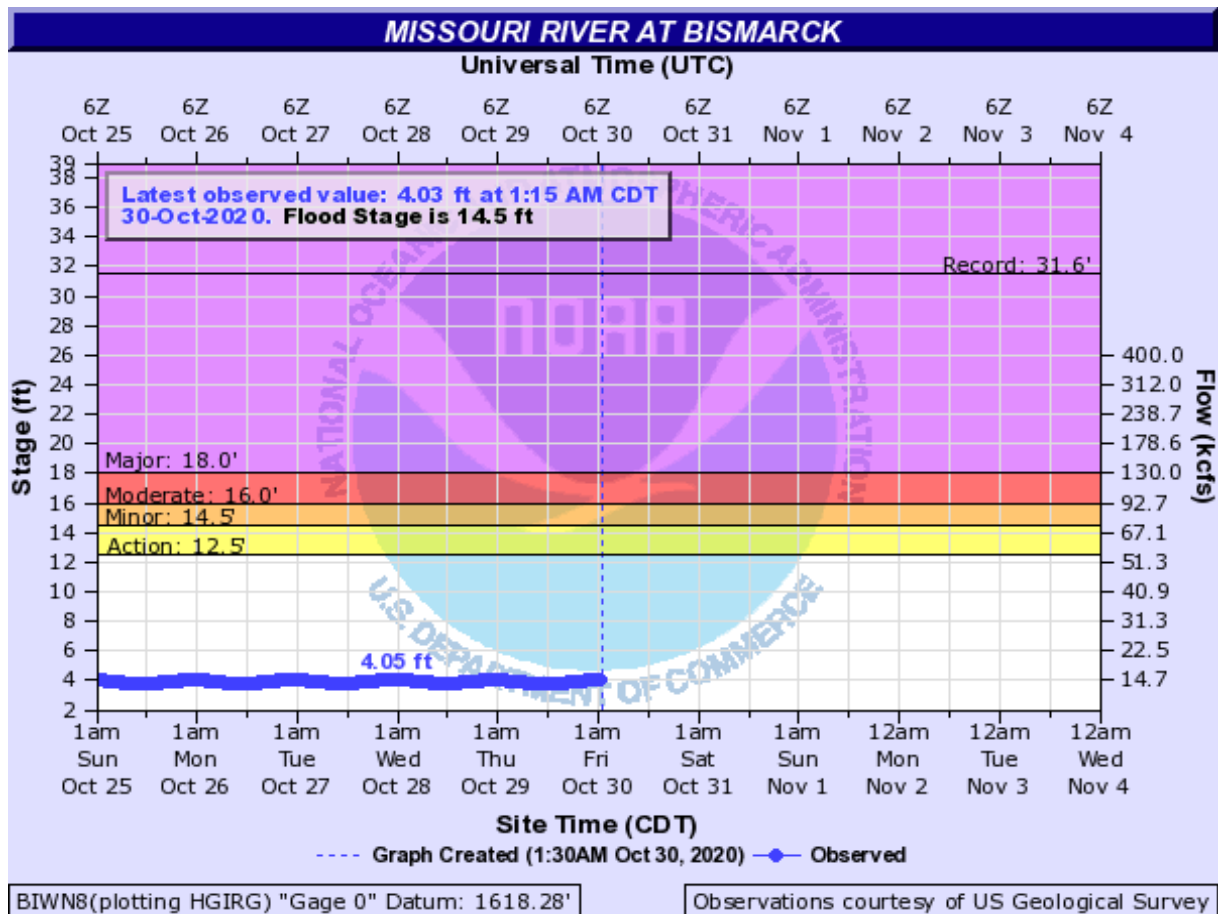 MISSOURI RIVER AT BISMARCK
Universal Time (UTC)
6Z 6Z 6Z 6Z 6Z 6Z 6Z 6Z 6Z 6Z 6Z
Oct 25 Oct 26 Oct 27 Oct 28 Oct 29 Oct 30 Oct 31 Nov 1 Nov 2 Nov 3 Nov 4
39
38
36
34
32
30
28
26
24
22
20
18
16
14
12
10
8
6
4
2
Stage (ft)
Latest observed value: 4.03 ft at 1:15 AM CDT
30-Oct-2020. Flood Stage is 14.5 ft
Record: 31.6'
Major: 18.0'
Moderate: 16.0'
Minor: 14.5'
Action: 12.5'
4.05 ft
NATIONAL OCEANIC AND ATMOSPHERIC ADMINISTRATION
NOAA
U.S. DEPARTMENT OF COMMERCE
400.0
312.0
238.7
178.6
130.0
92.7
67.1
51.3
40.9
31.3
22.5
14.7
Flow (kcfs)
1am 1am 1am 1am 1am 1am 1am 1am 12am 12am 12am
Sun Mon Tue Wed Thu Fri Sat Sun Mon Tue Wed
Oct 25 Oct 26 Oct 27 Oct 28 Oct 29 Oct 30 Oct 31 Nov 1 Nov 2 Nov 3 Nov 4
Site Time (CDT)
Graph Created (1:30AM Oct 30, 2020) Observed
BIWN8(plotting HGIRG) "Gage 0" Datum: 1618.28'
Observations courtesy of US Geological Survey